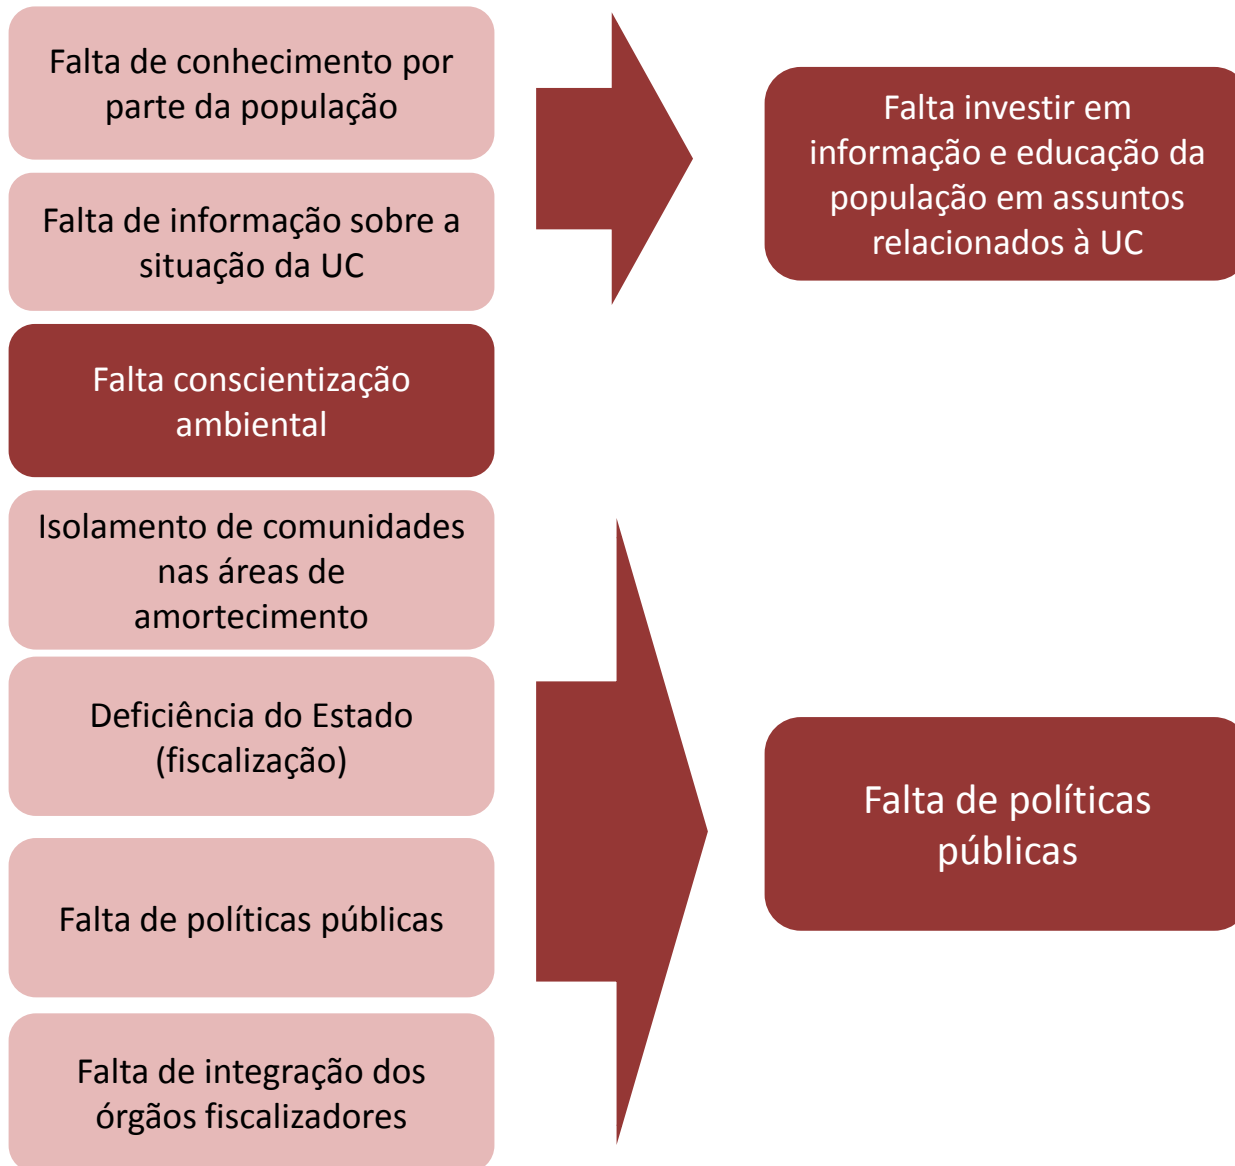 Falta de conhecimento por
parte da população
Falta de informação sobre a
situação da UC
Falta conscientização
ambiental
Isolamento de comunidades
nas áreas de
amortecimento
Deficiência do Estado
(fiscalização)
Falta de políticas públicas
Falta de integração dos
órgãos fiscalizadores
Falta investir em
informação e educação da
população em assuntos
relacionados à UC
Falta de políticas
públicas